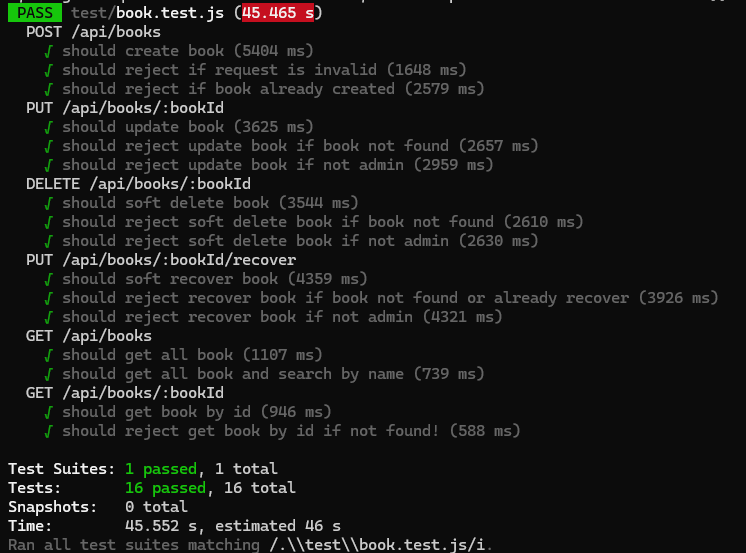 PASS test/book.test.js (45.465 s)
POST /api/books
√ should create book (5404 ms)
√ should reject if request is invalid (1648 ms)
√ should reject if book already created (2579 ms)
PUT /api/books/:bookId
√ should update book (3625 ms)
√ should reject update book if book not found (2657 ms)
√ should reject update book if not admin (2959 ms)
DELETE /api/books/:bookId
√ should soft delete book (3544 ms)
√ should reject soft delete book if book not found (2610 ms)
√ should reject soft delete book if not admin (2630 ms)
PUT /api/books/:bookId/recover
√ should soft recover book (4359 ms)
√ should reject recover book if book not found or already recover (3926 ms)
√ should reject recover book if not admin (4321 ms)
GET /api/books
√ should get all book (1107 ms)
√ should get all book and search by name (739 ms)
GET /api/books/:bookId
√ should get book by id (946 ms)
√ should reject get book by id if not found! (588 ms)
Test Suites: 1 passed, 1 total
Tests: 16 passed, 16 total
Snapshots: 0 total
Time: 45.552 s, estimated 46 s
Ran all test suites matching /.\\test\\book.test.js/i.